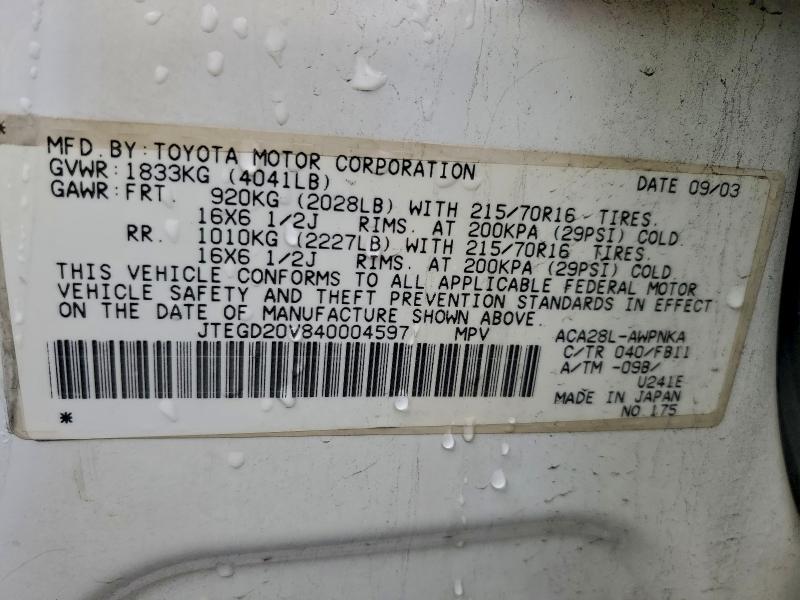 MFD. BY: TOYOTA MOTOR CORPORATION DATE 09/03
GVWR: 1833KG (4041LB)
GAWR: FRT. 920KG (2028LB) WITH 215/70R16 TIRES.
16X6 1/2J RIMS. AT 200KPA (29PSI) COLD.
RR. 1010KG (2227LB) WITH 215/70R16 TIRES.
16X6 1/2J RIMS. AT 200KPA (29PSI) COLD.
THIS VEHICLE CONFORMS TO ALL APPLICABLE FEDERAL MOTOR
VEHICLE SAFETY AND THEFT PREVENTION STANDARDS IN EFFECT
ON THE DATE OF MANUFACTURE SHOWN ABOVE.
JTEGD20V840004597 MPV ACA28L-AWPNKA
C/TR 040/FB11
A/TM -09B/
U241E
MADE IN JAPAN
* NO 175